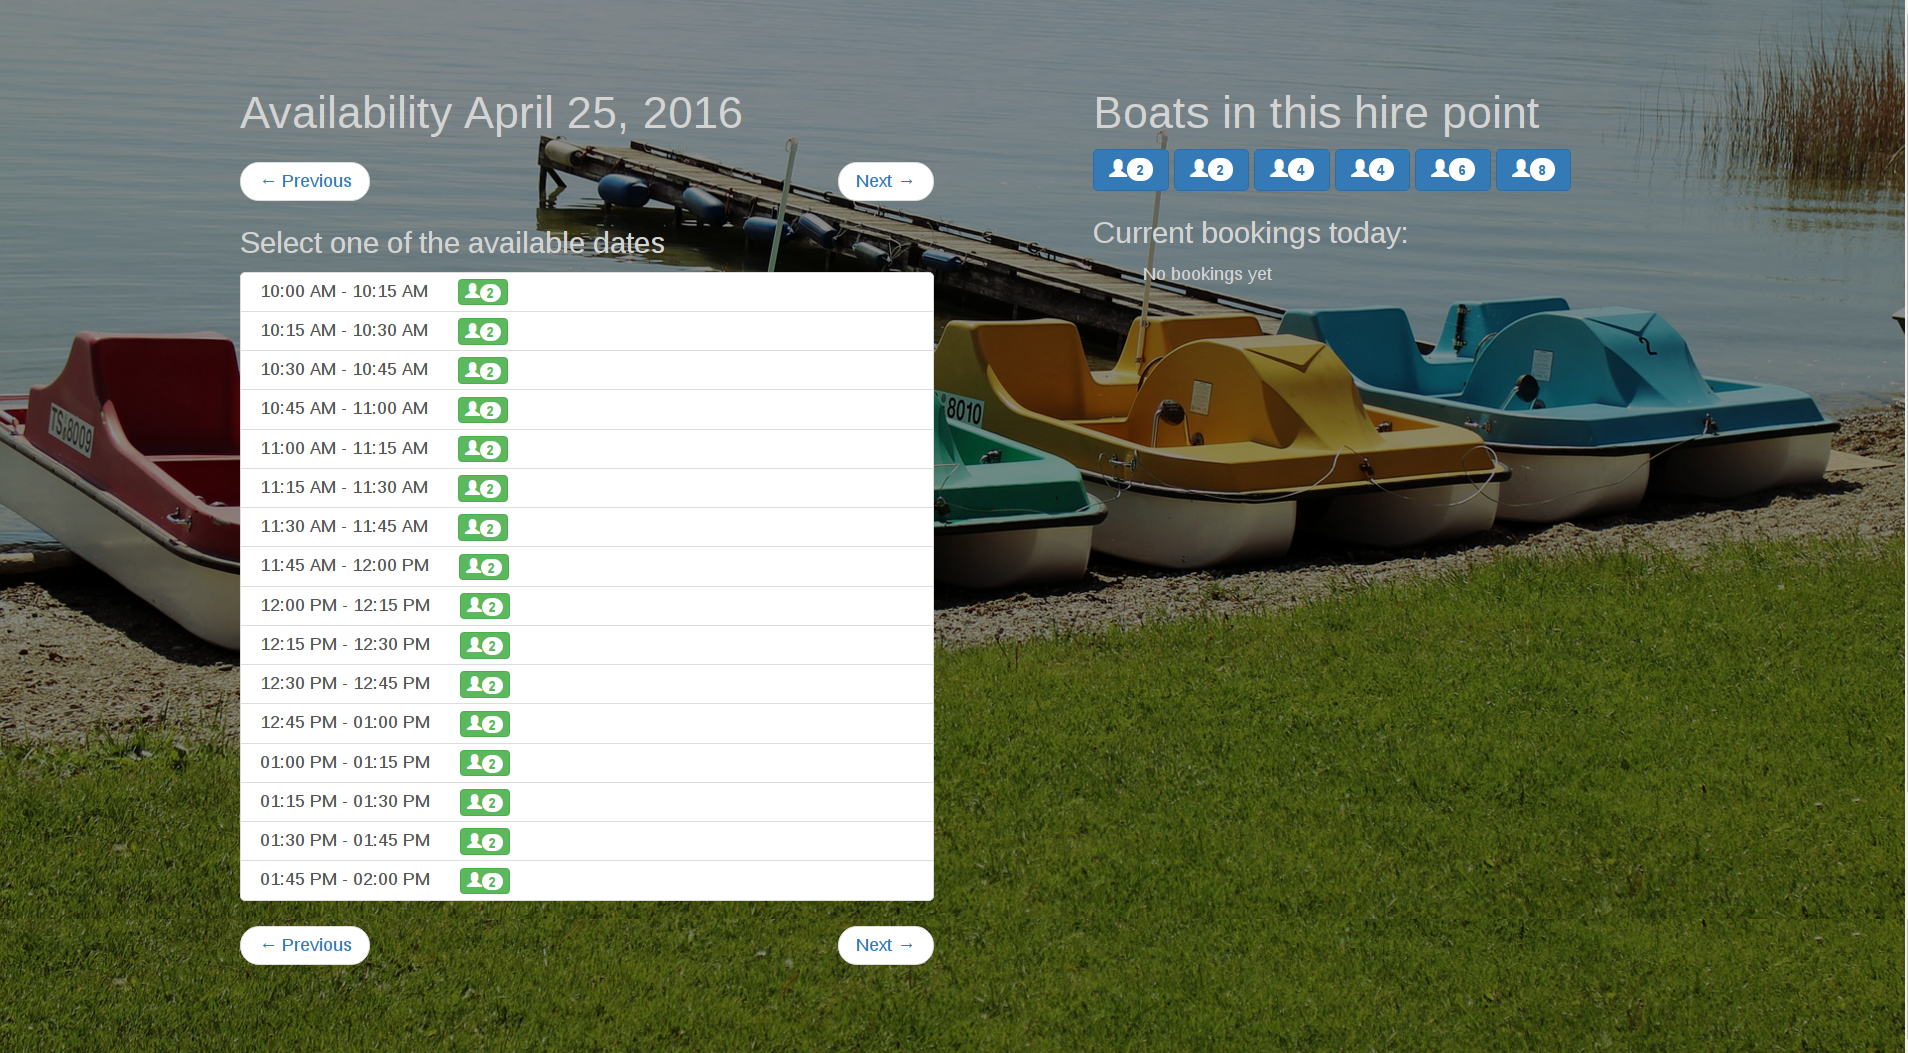 Availability April 25, 2016
← Previous
Next →
Select one of the available dates
10:00 AM - 10:15 AM 2
10:15 AM - 10:30 AM 2
10:30 AM - 10:45 AM 2
10:45 AM - 11:00 AM 2
11:00 AM - 11:15 AM 2
11:15 AM - 11:30 AM 2
11:30 AM - 11:45 AM 2
11:45 AM - 12:00 PM 2
12:00 PM - 12:15 PM 2
12:15 PM - 12:30 PM 2
12:30 PM - 12:45 PM 2
12:45 PM - 01:00 PM 2
01:00 PM - 01:15 PM 2
01:15 PM - 01:30 PM 2
01:30 PM - 01:45 PM 2
01:45 PM - 02:00 PM 2
← Previous
Next →
Boats in this hire point
2 2 4 4 6 8
Current bookings today:
No bookings yet
TS 8009
8010